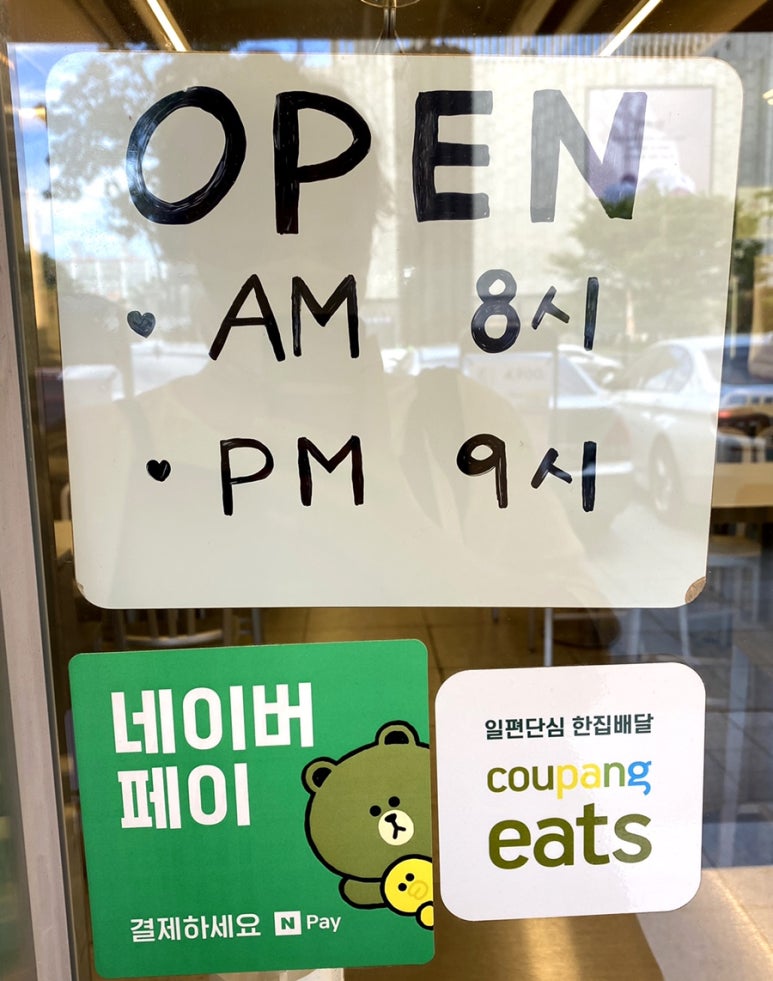 OPEN
♥ AM 8시
♥ PM 9시
네이버
페이
결제하세요 N Pay
일편단심 한집배달
coupang
eats